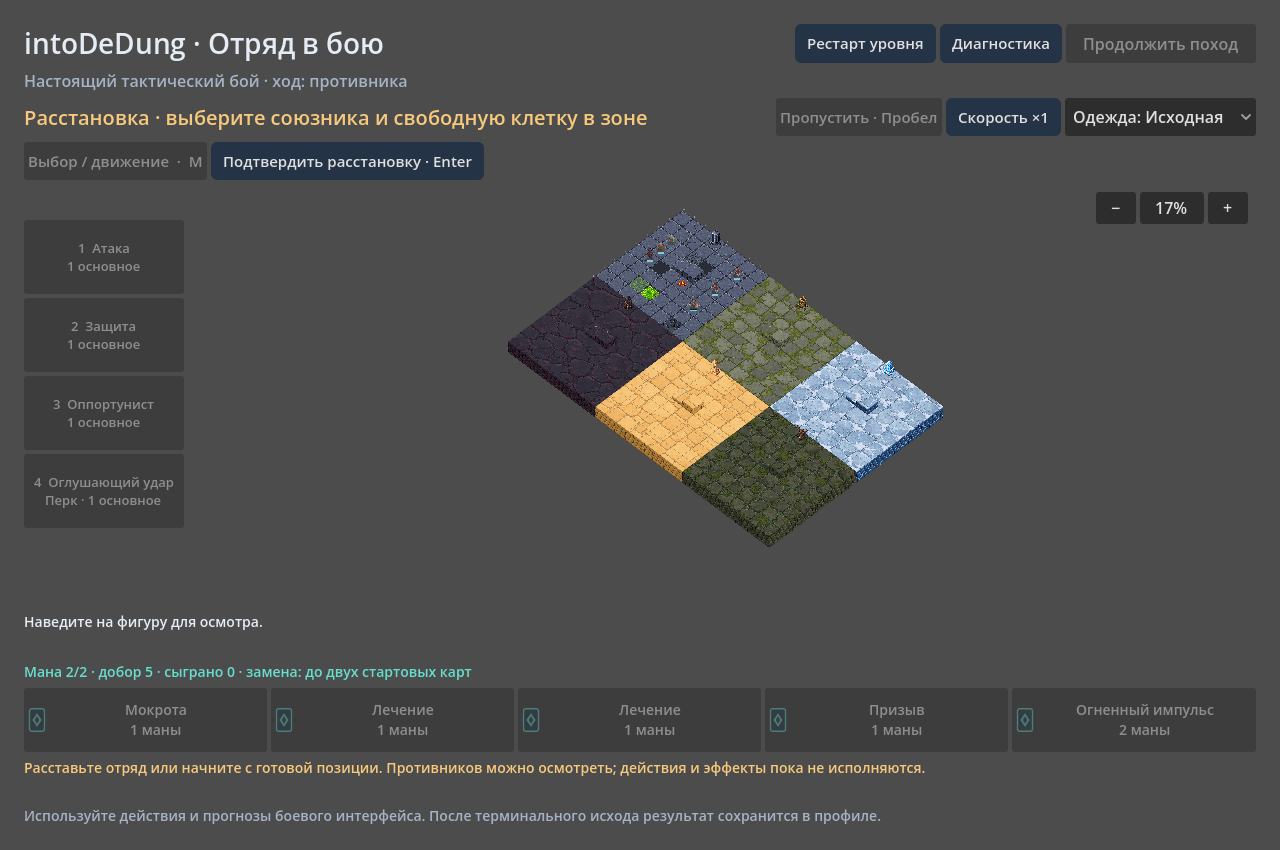 intoDeDung · Отряд в бою
Рестарт уровня
Диагностика
Продолжить поход
Настоящий тактический бой · ход: противника
Расстановка · выберите союзника и свободную клетку в зоне
Пропустить · Пробел
Скорость ×1
Одежда: Исходная
Выбор / движение · M
Подтвердить расстановку · Enter
−
17%
+
1 Атака
1 основное
2 Защита
1 основное
3 Оппортунист
1 основное
4 Оглушающий удар
Перк · 1 основное
Наведите на фигуру для осмотра.
Мана 2/2 · добор 5 · сыграно 0 · замена: до двух стартовых карт
Мокрота
1 маны
Лечение
1 маны
Лечение
1 маны
Призыв
1 маны
Огненный импульс
2 маны
Расставьте отряд или начните с готовой позиции. Противников можно осмотреть; действия и эффекты пока не исполняются.
Используйте действия и прогнозы боевого интерфейса. После терминального исхода результат сохранится в профиле.